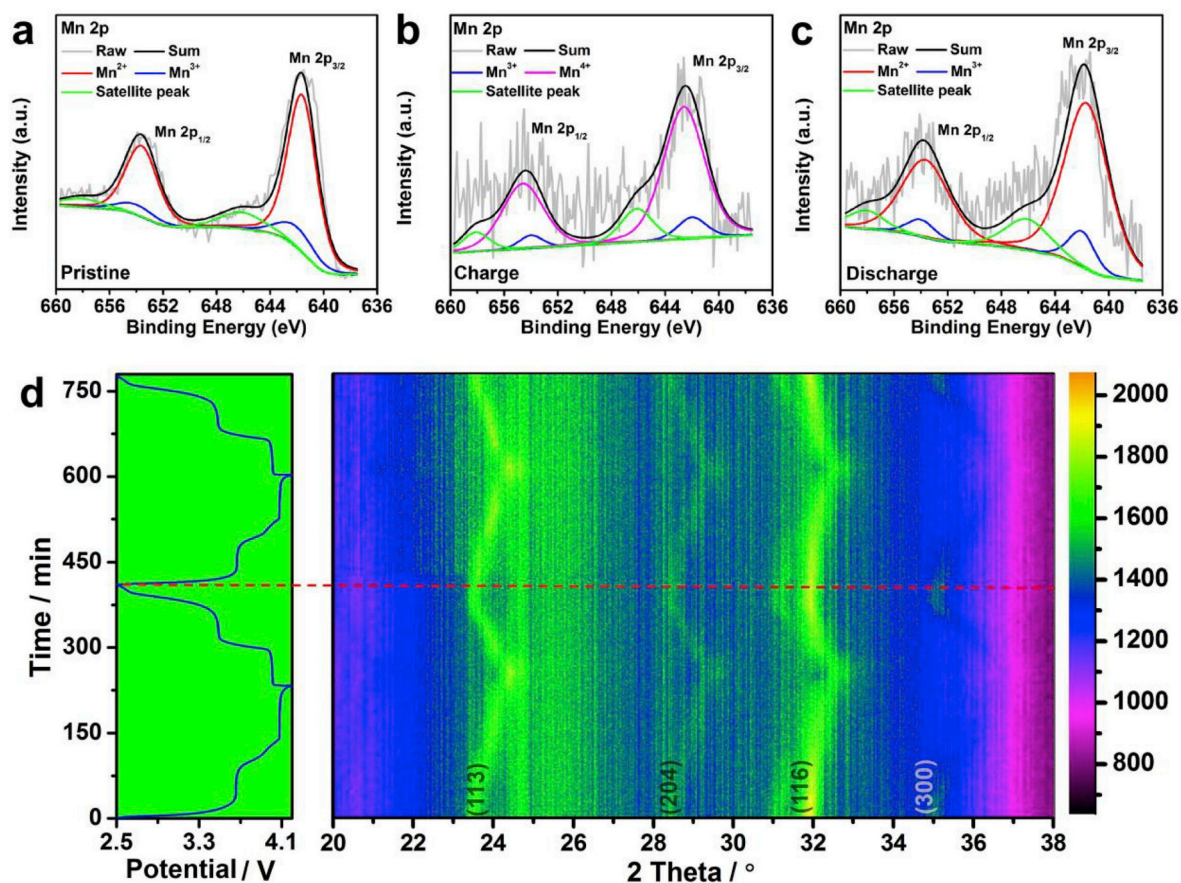 a
Mn 2p
Raw Sum
Mn²⁺ Mn³⁺
Satellite peak
Mn 2p₃/₂
Mn 2p₁/₂
Pristine
Intensity (a.u.)
660 656 652 648 644 640 636
Binding Energy (eV)
b
Mn 2p
Raw Sum
Mn³⁺ Mn⁴⁺
Satellite peak
Mn 2p₃/₂
Mn 2p₁/₂
Charge
Intensity (a.u.)
660 656 652 648 644 640 636
Binding Energy (eV)
c
Mn 2p
Raw Sum
Mn²⁺ Mn³⁺
Satellite peak
Mn 2p₃/₂
Mn 2p₁/₂
Discharge
Intensity (a.u.)
660 656 652 648 644 640 636
Binding Energy (eV)
d
Time / min
750
600
450
300
150
0
2.5 3.3 4.1
Potential / V
(113) (204) (116) (300)
20 22 24 26 28 30 32 34 36 38
2 Theta / °
2000
1800
1600
1400
1200
1000
800